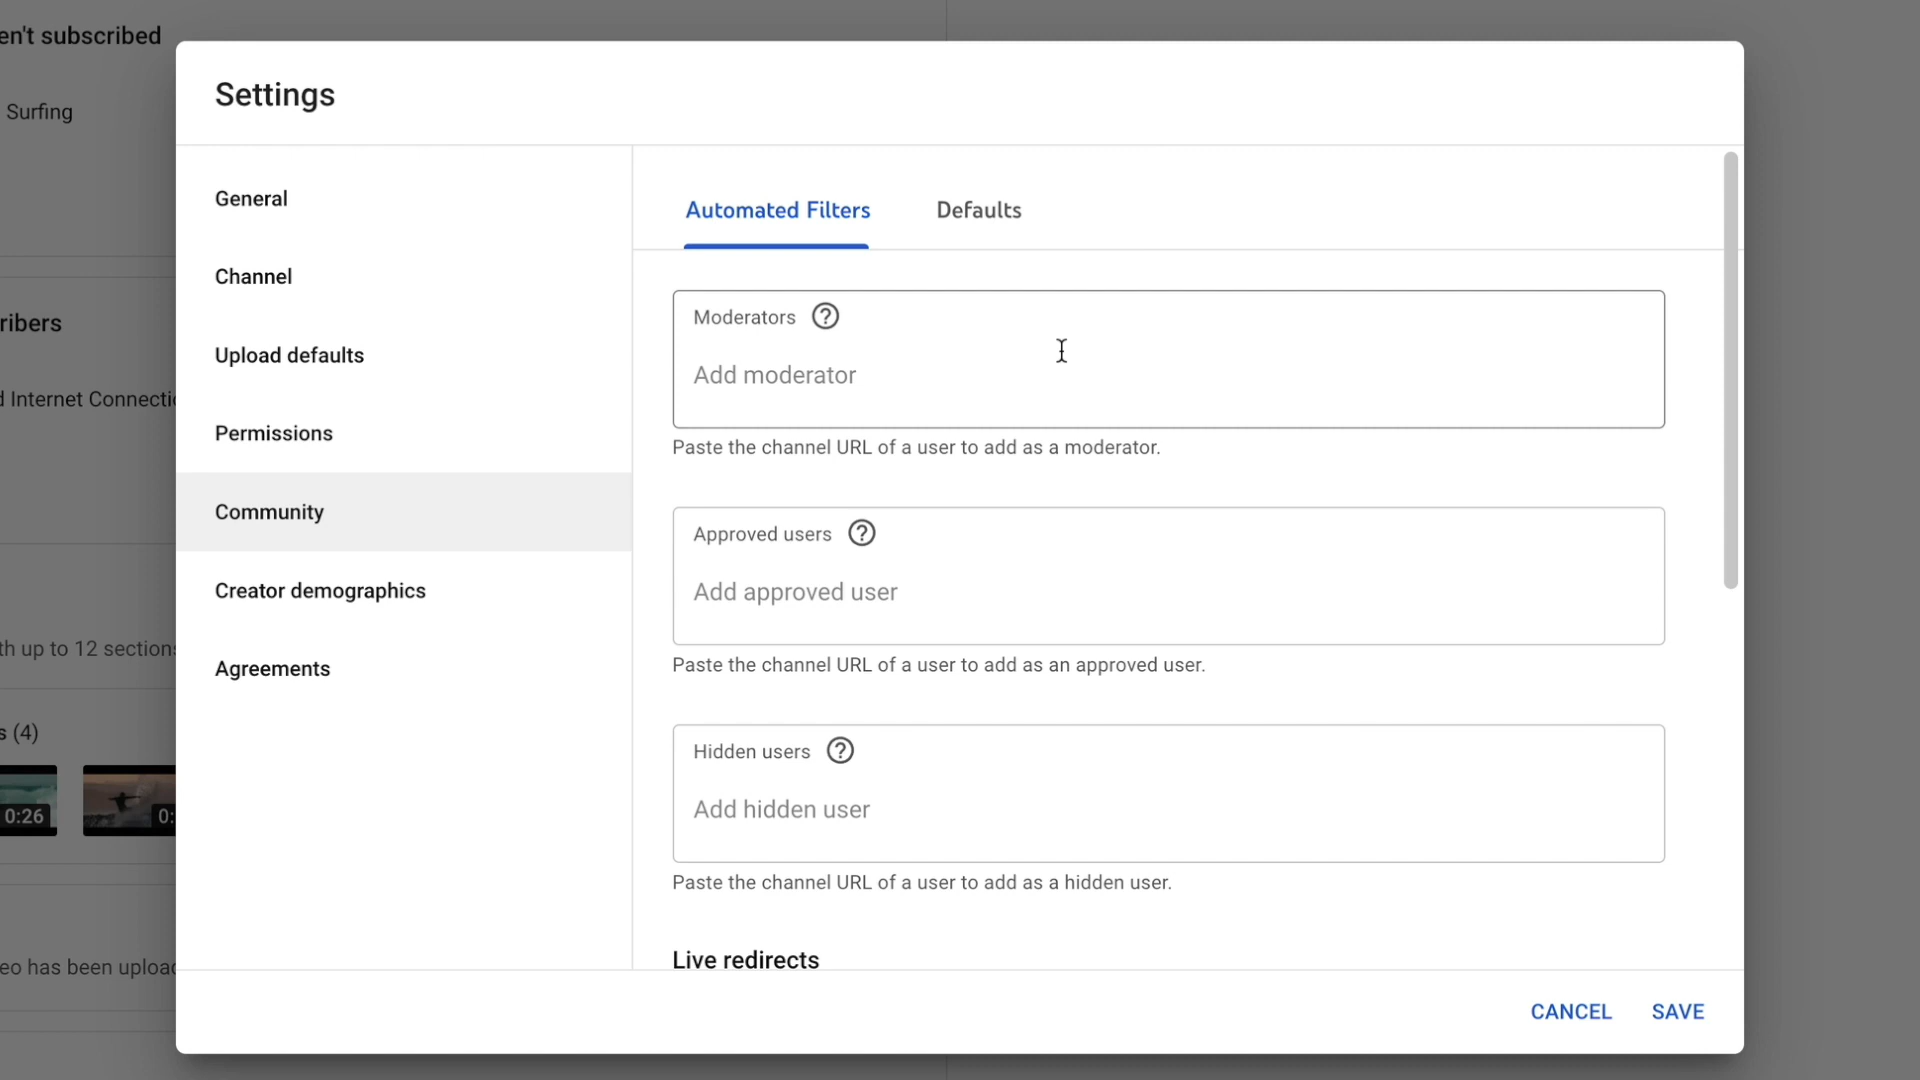 en't subscribed
Surfing
ribers
d Internet Connecti
th up to 12 sections
s (4)
0:26
0:
eo has been uploa
Settings
General
Channel
Upload defaults
Permissions
Community
Creator demographics
Agreements
Automated Filters
Defaults
Moderators ?
Add moderator
Paste the channel URL of a user to add as a moderator.
Approved users ?
Add approved user
Paste the channel URL of a user to add as an approved user.
Hidden users ?
Add hidden user
Paste the channel URL of a user to add as a hidden user.
Live redirects
CANCEL
SAVE